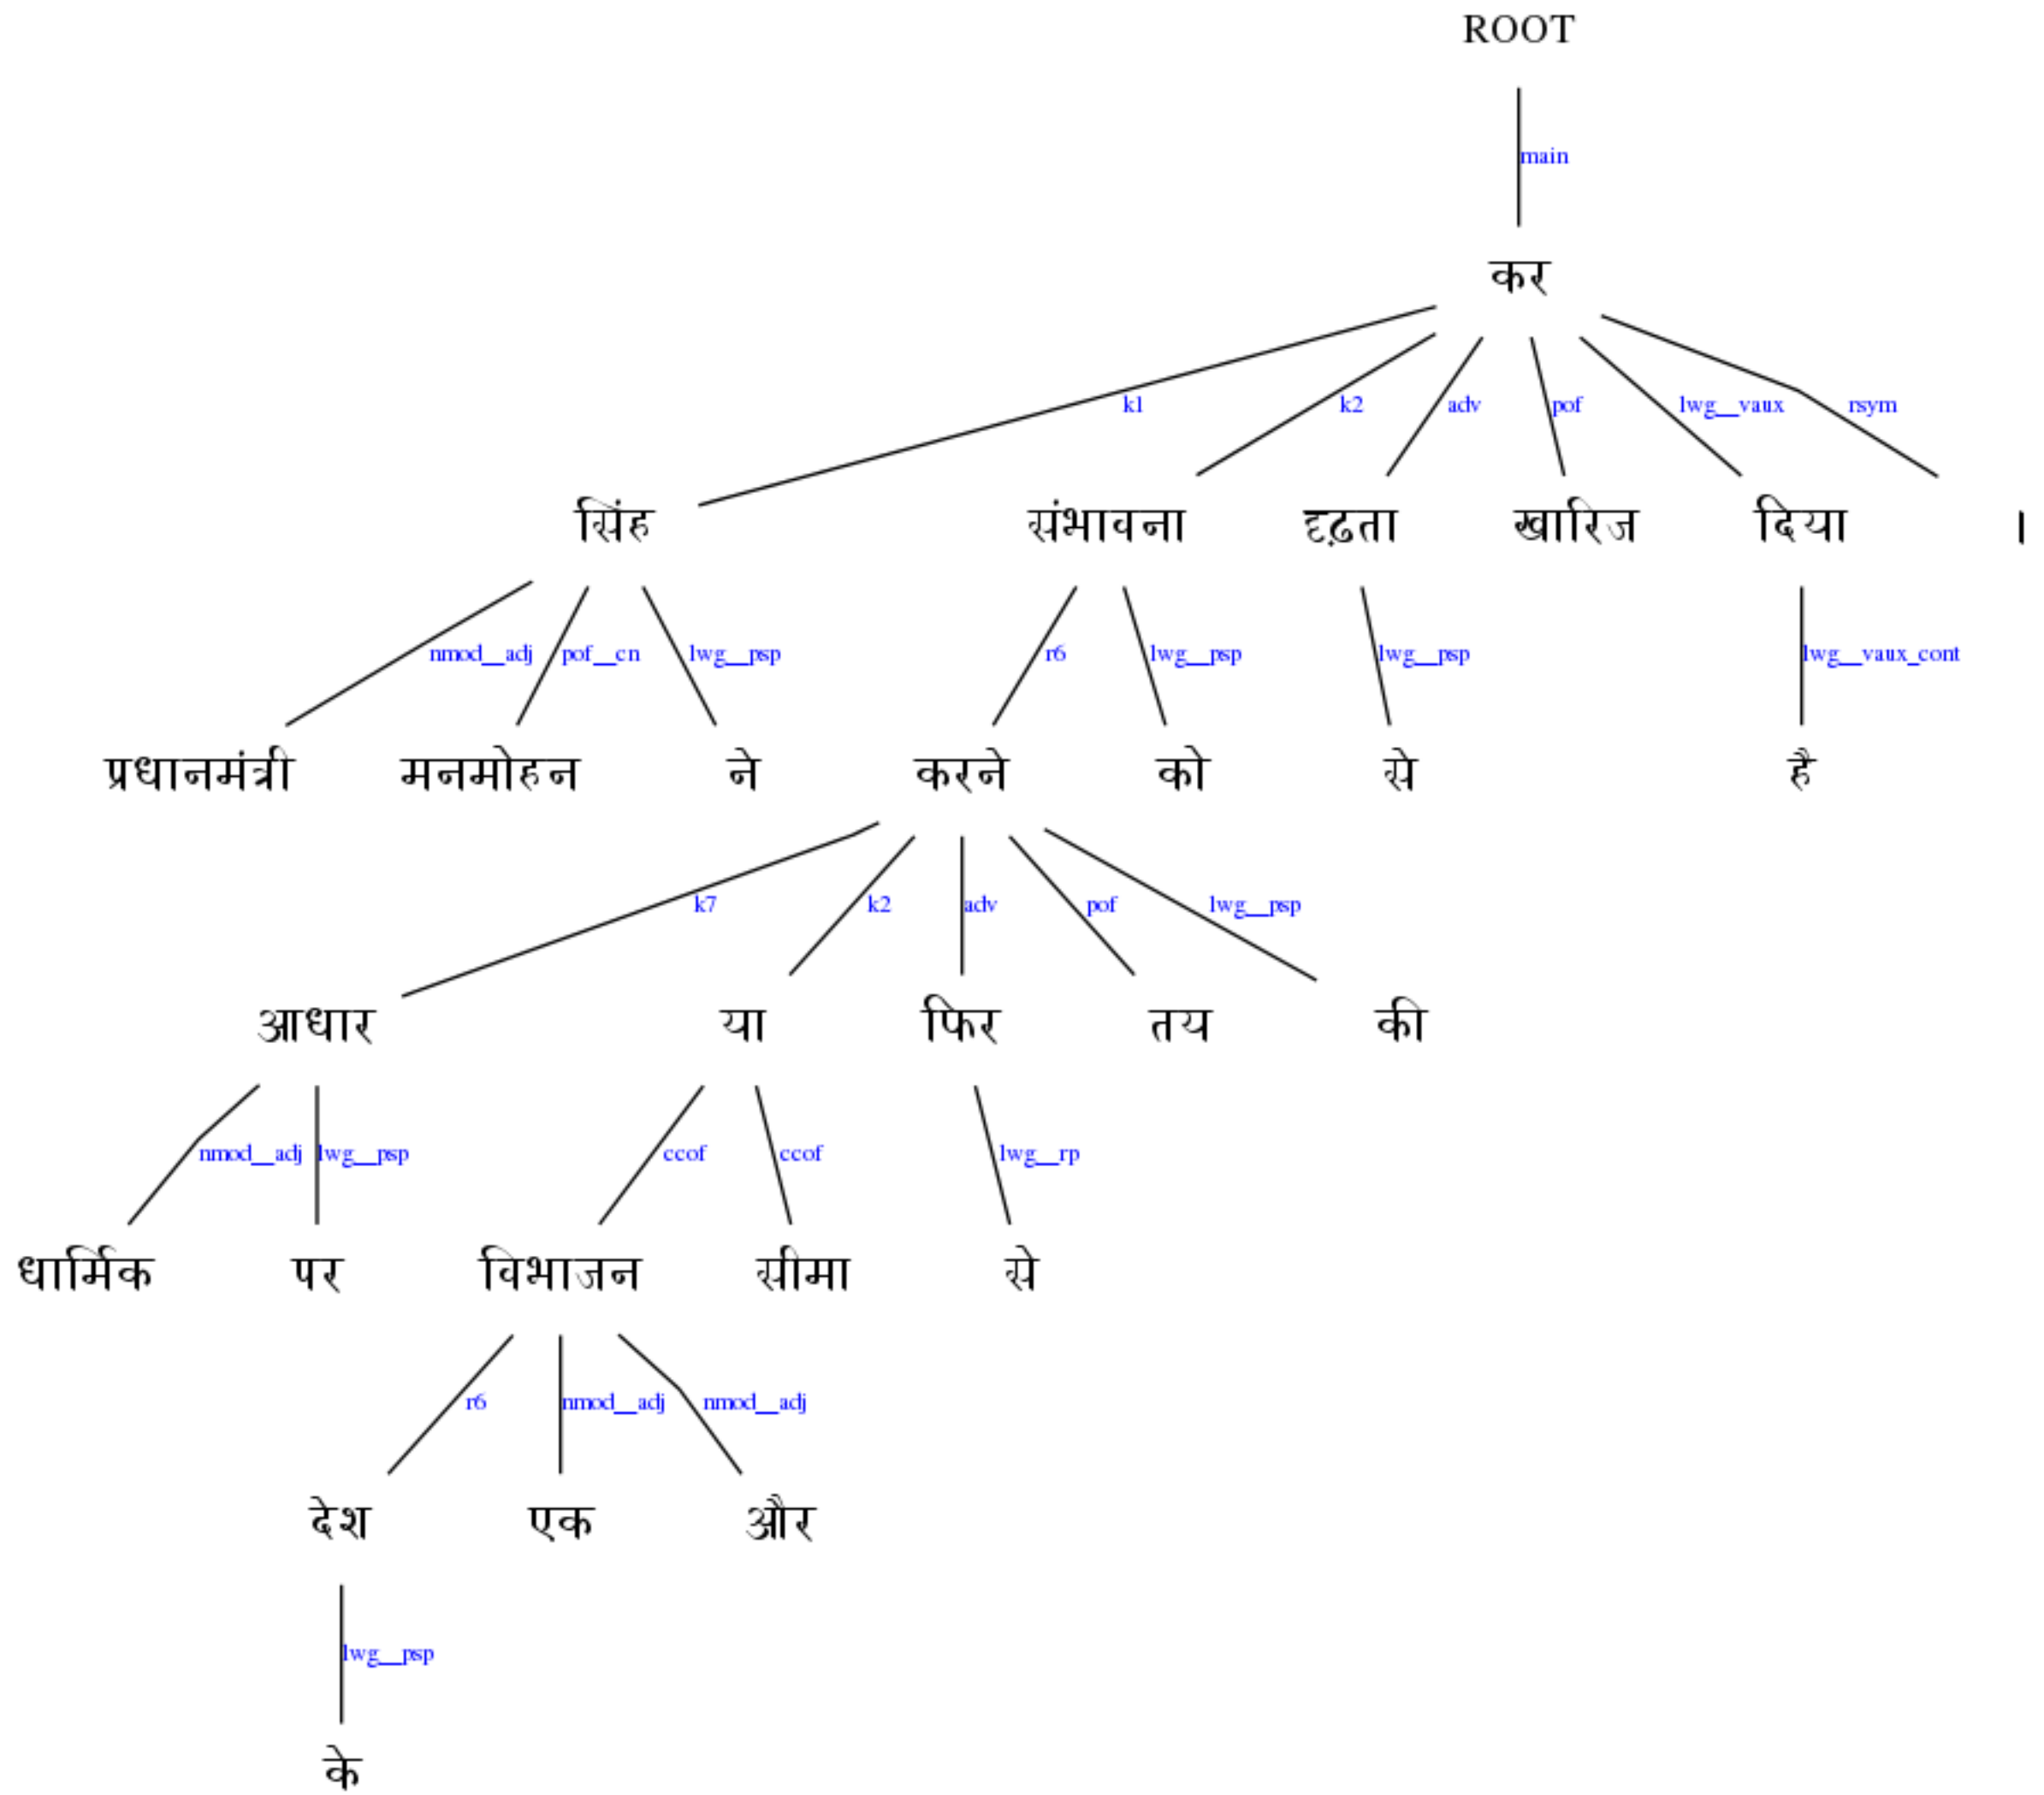 ROOT
main
कर
k1 k2 adv pof lwg__vaux rsym
सिंह संभावना दृढ़ता खारिज दिया ।
nmod__adj pof__cn lwg__psp r6 lwg__psp lwg__psp lwg__vaux_cont
प्रधानमंत्री मनमोहन ने करने को से है
k7 k2 adv pof lwg__psp
आधार या फिर तय की
nmod__adj lwg__psp ccof ccof lwg__rp
धार्मिक पर विभाजन सीमा से
r6 nmod__adj nmod__adj
देश एक और
lwg__psp
के